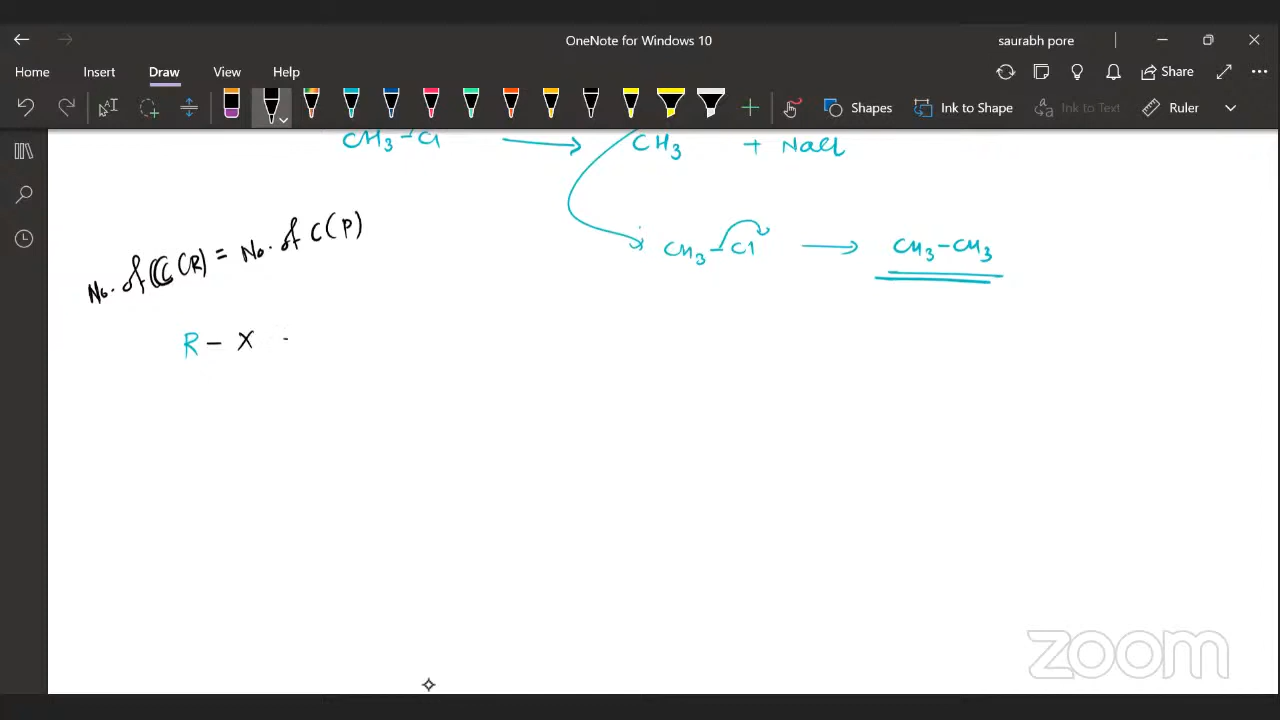 OneNote for Windows 10
saurabh pore
Home Insert Draw View Help
Share
Shapes Ink to Shape Ink to Text Ruler
CH3-Cl → CH3 + NaCl
CH3-Cl → CH3-CH3
No. of C (R) = No. of C (P)
R - X -
zoom